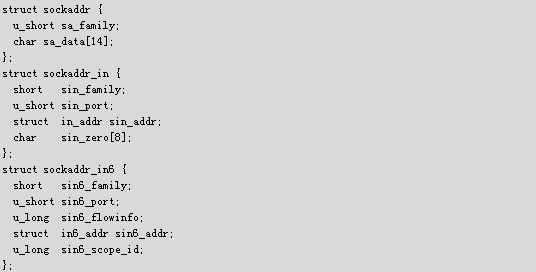 struct sockaddr {
  u_short sa_family;
  char sa_data[14];
};
struct sockaddr_in {
  short   sin_family;
  u_short sin_port;
  struct  in_addr sin_addr;
  char    sin_zero[8];
};
struct sockaddr_in6 {
  short   sin6_family;
  u_short sin6_port;
  u_long  sin6_flowinfo;
  struct  in6_addr sin6_addr;
  u_long  sin6_scope_id;
};